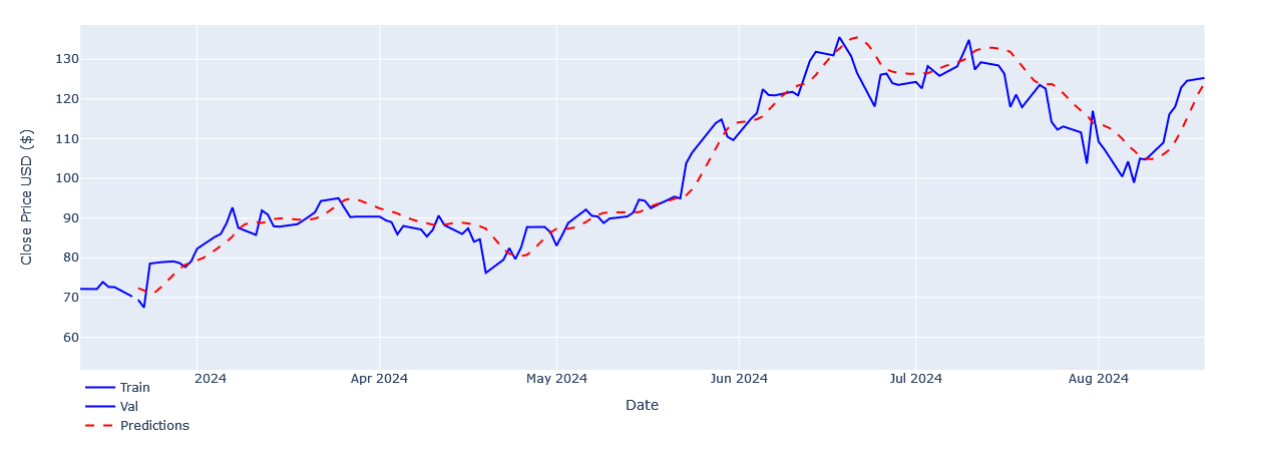 130
120
110
100
90
80
70
60
Close Price USD ($)
2024
Apr 2024
May 2024
Jun 2024
Jul 2024
Aug 2024
Date
Train
Val
Predictions